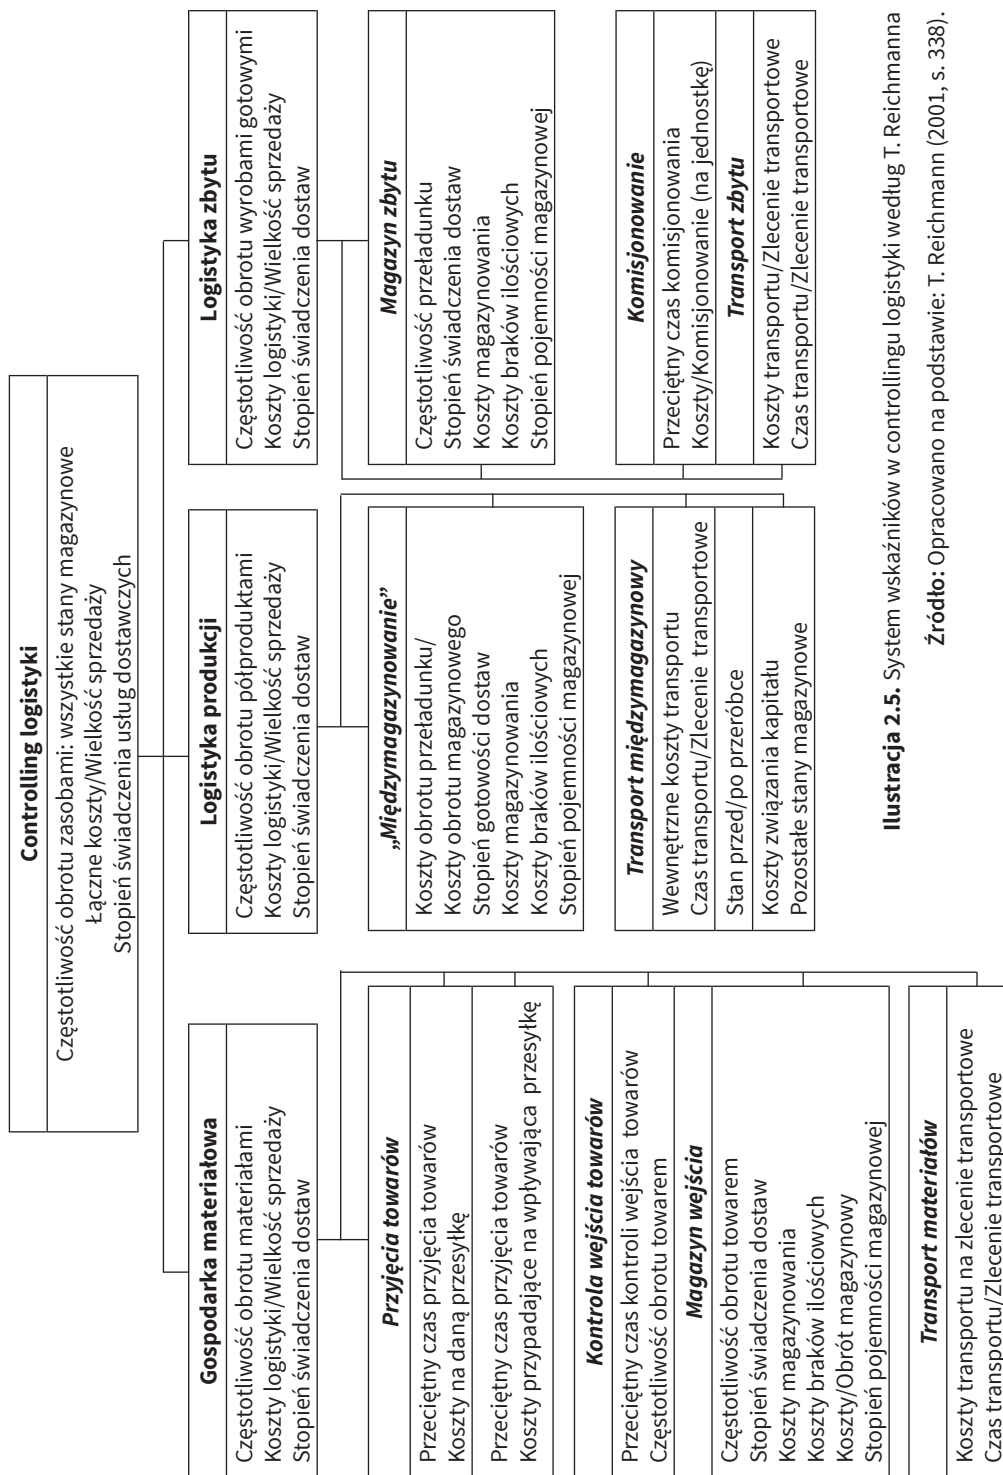 Controlling logistyki
Częstotliwość obrotu zasobami: wszystkie stany magazynowe
Łączne koszty/Wielkość sprzedaży
Stopień świadczenia usług dostawczych
Gospodarka materiałowa
Częstotliwość obrotu materiałami
Koszty logistyki/Wielkość sprzedaży
Stopień świadczenia dostaw
Przyjęcia towarów
Przeciętny czas przyjęcia towarów
Koszty na daną przesyłkę
Przeciętny czas przyjęcia towarów
Koszty przypadające na wpływająca przesyłkę
Kontrola wejścia towarów
Przeciętny czas kontroli wejścia towarów
Częstotliwość obrotu towarem
Magazyn wejścia
Częstotliwość obrotu towarem
Stopień świadczenia dostaw
Koszty magazynowania
Koszty braków ilościowych
Koszty/Obrót magazynowy
Stopień pojemności magazynowej
Transport materiałów
Koszty transportu na zlecenie transportowe
Czas transportu/Zlecenie transportowe
Logistyka produkcji
Częstotliwość obrotu półproduktami
Koszty logistyki/Wielkość sprzedaży
Stopień świadczenia dostaw
„Międzymagazynowanie”
Koszty obrotu przeładunku/
Koszty obrotu magazynowego
Stopień gotowości dostaw
Koszty magazynowania
Koszty braków ilościowych
Stopień pojemności magazynowej
Transport międzymagazynowy
Wewnętrzne koszty transportu
Czas transportu/Zlecenie transportowe
Stan przed/po przeróbce
Koszty związania kapitału
Pozostałe stany magazynowe
Logistyka zbytu
Częstotliwość obrotu wyrobami gotowymi
Koszty logistyki/Wielkość sprzedaży
Stopień świadczenia dostaw
Magazyn zbytu
Częstotliwość przeładunku
Stopień świadczenia dostaw
Koszty magazynowania
Koszty braków ilościowych
Stopień pojemności magazynowej
Komisjonowanie
Przeciętny czas komisjonowania
Koszty/Komisjonowanie (na jednostkę)
Transport zbytu
Koszty transportu/Zlecenie transportowe
Czas transportu/Zlecenie transportowe
Ilustracja 2.5. System wskaźników w controllingu logistyki według T. Reichmanna
Źródło: Opracowano na podstawie: T. Reichmann (2001, s. 338).